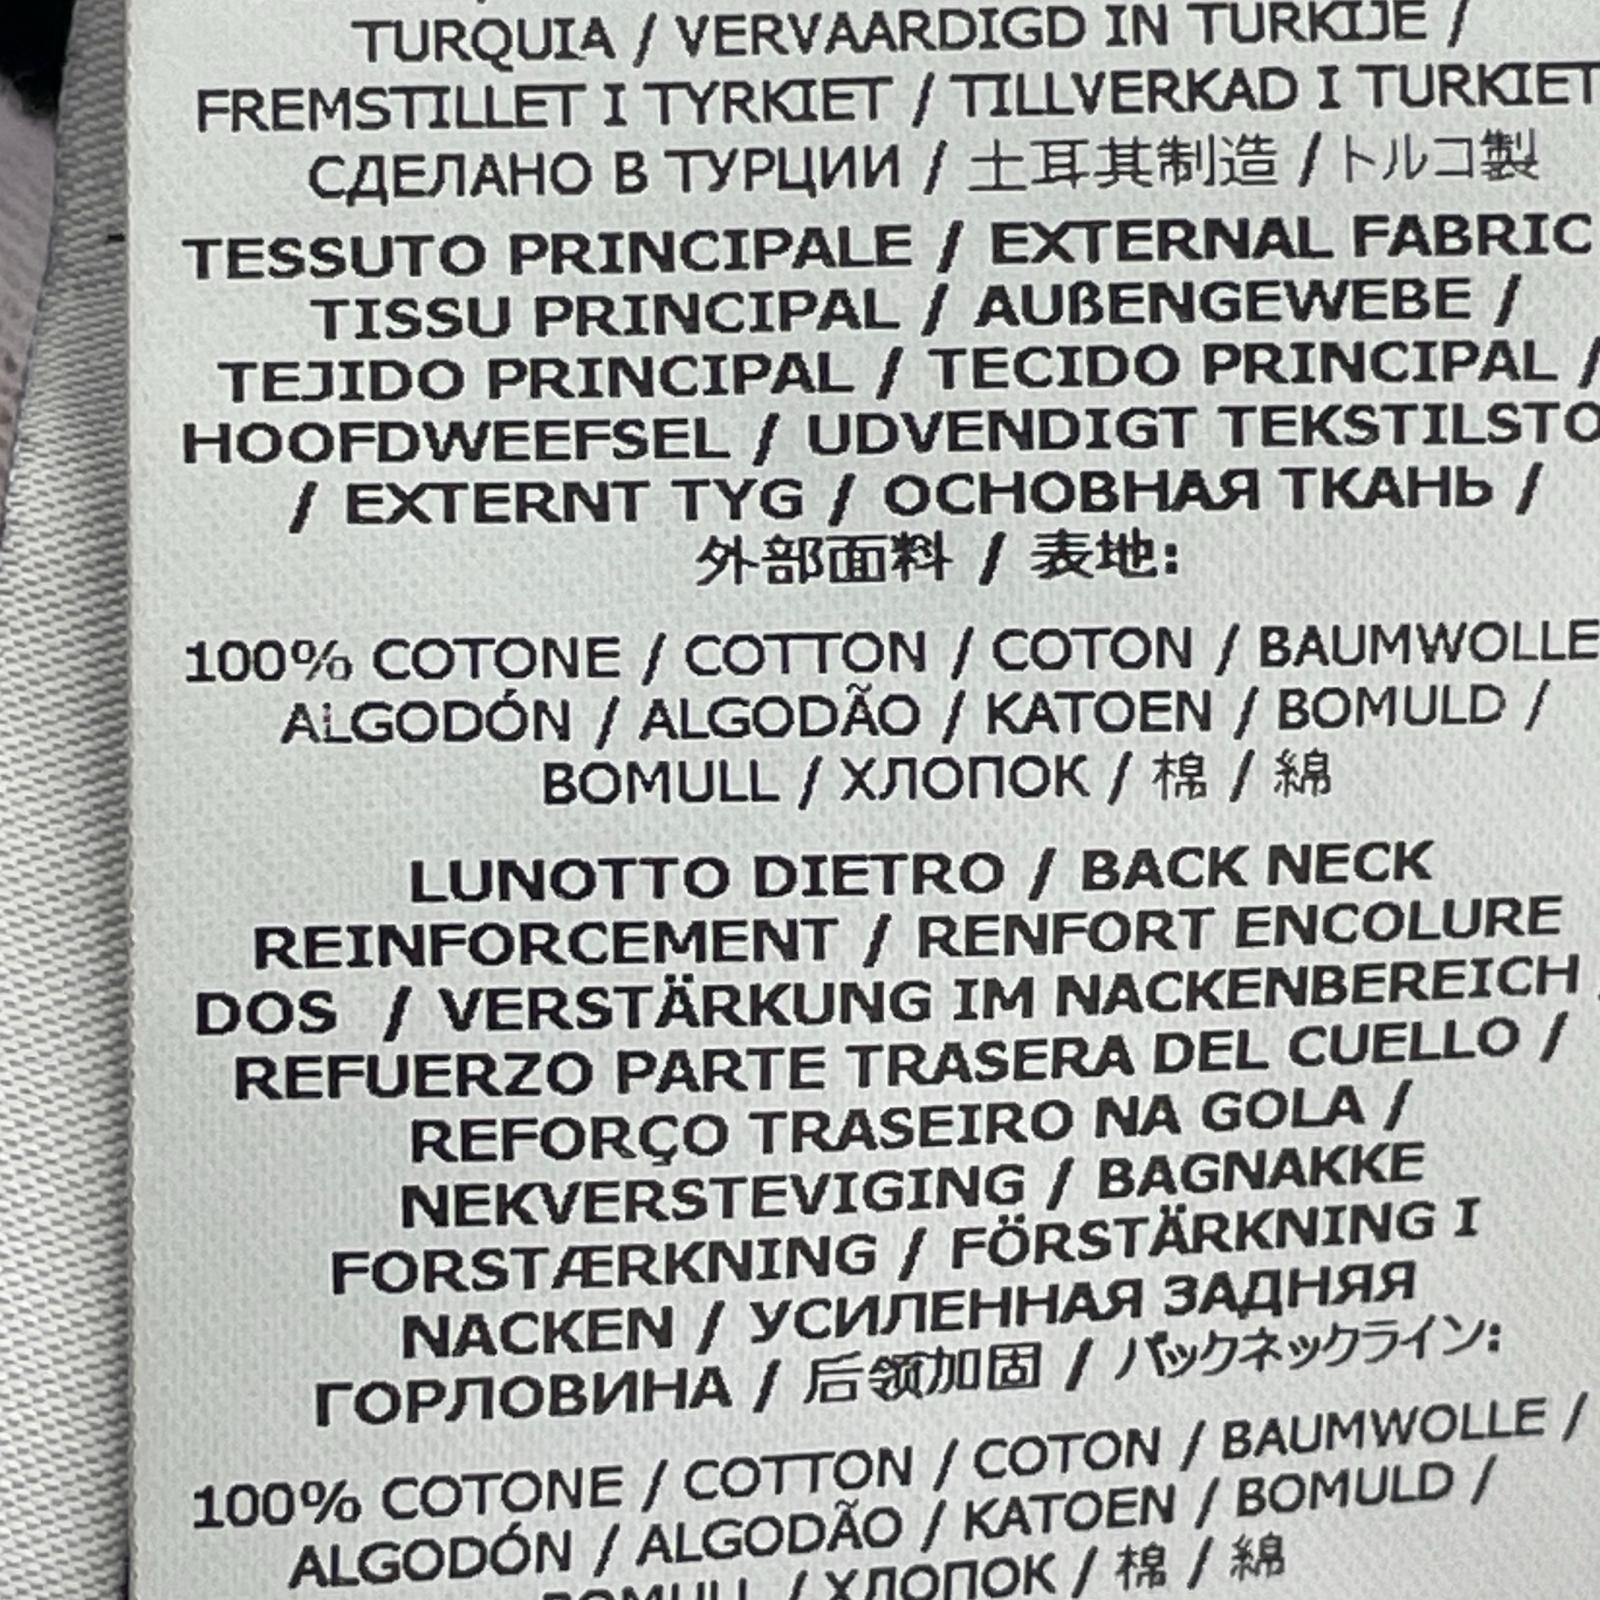 TURQUIA / VERVAARDIGD IN TURKIJE /
FREMSTILLET I TYRKIET / TILLVERKAD I TURKIET
СДЕЛАНО В ТУРЦИИ / 土耳其制造 / トルコ製
TESSUTO PRINCIPALE / EXTERNAL FABRIC
TISSU PRINCIPAL / AUßENGEWEBE /
TEJIDO PRINCIPAL / TECIDO PRINCIPAL /
HOOFDWEEFSEL / UDVENDIGT TEKSTILSTO
/ EXTERNT TYG / ОСНОВНАЯ ТКАНЬ /
外部面料 / 表地:
100% COTONE / COTTON / COTON / BAUMWOLLE
ALGODÓN / ALGODÃO / KATOEN / BOMULD /
BOMULL / ХЛОПОК / 棉 / 綿
LUNOTTO DIETRO / BACK NECK
REINFORCEMENT / RENFORT ENCOLURE
DOS / VERSTÄRKUNG IM NACKENBEREICH /
REFUERZO PARTE TRASERA DEL CUELLO /
REFORÇO TRASEIRO NA GOLA /
NEKVERSTEVIGING / BAGNAKKE
FORSTÆRKNING / FÖRSTÄRKNING I
NACKEN / УСИЛЕННАЯ ЗАДНЯЯ
ГОРЛОВИНА / 后领加固 / バックネックライン:
100% COTONE / COTTON / COTON / BAUMWOLLE /
ALGODÓN / ALGODÃO / KATOEN / BOMULD /
BOMULL / ХЛОПОК / 棉 / 綿